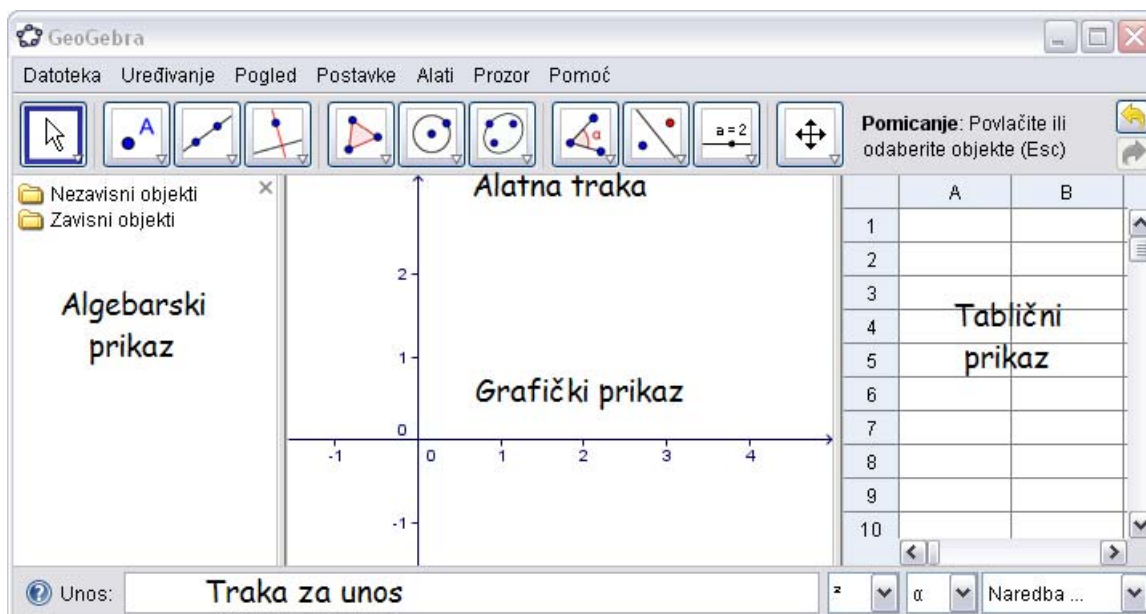 GeoGebra
Datoteka Uređivanje Pogled Postavke Alati Prozor Pomoć
A
α
a = 2
Pomicanje: Povlačite ili
odaberite objekte (Esc)
Nezavisni objekti
Zavisni objekti
Algebarski
prikaz
Alatna traka
2
1
0
-1 0 1 2 3 4
-1
Grafički prikaz
A B
1
2
3
4
5
6
7
8
9
10
Tablični
prikaz
Unos: Traka za unos ² α Naredba ...